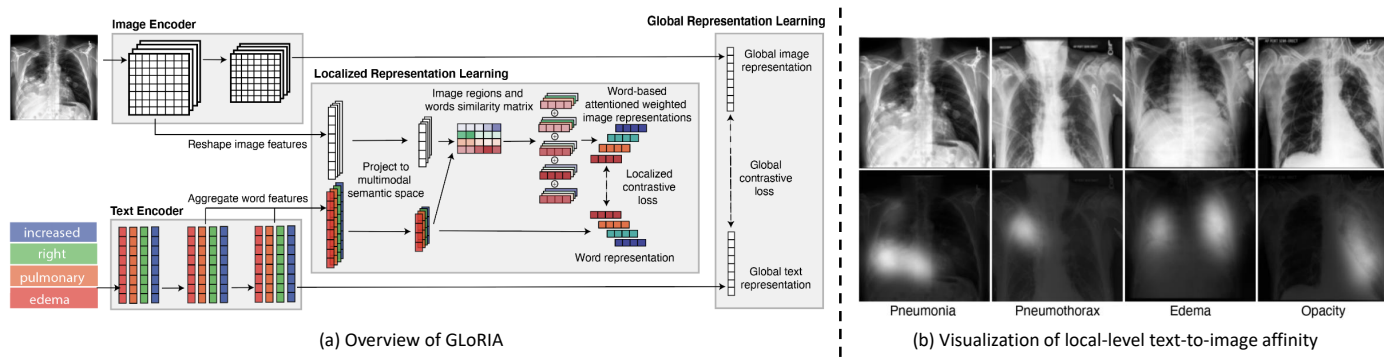 Image Encoder
Global Representation Learning
Global image
representation
Localized Representation Learning
Image regions and
words similarity matrix
Word-based
attentioned weighted
image representations
Reshape image features
Project to
multimodal
semantic space
Localized
contrastive
loss
Global
contrastive
loss
Aggregate word features
Text Encoder
increased
right
pulmonary
edema
Word representation
Global text
representation
(a) Overview of GLoRIA
Pneumonia
Pneumothorax
Edema
Opacity
(b) Visualization of local-level text-to-image affinity